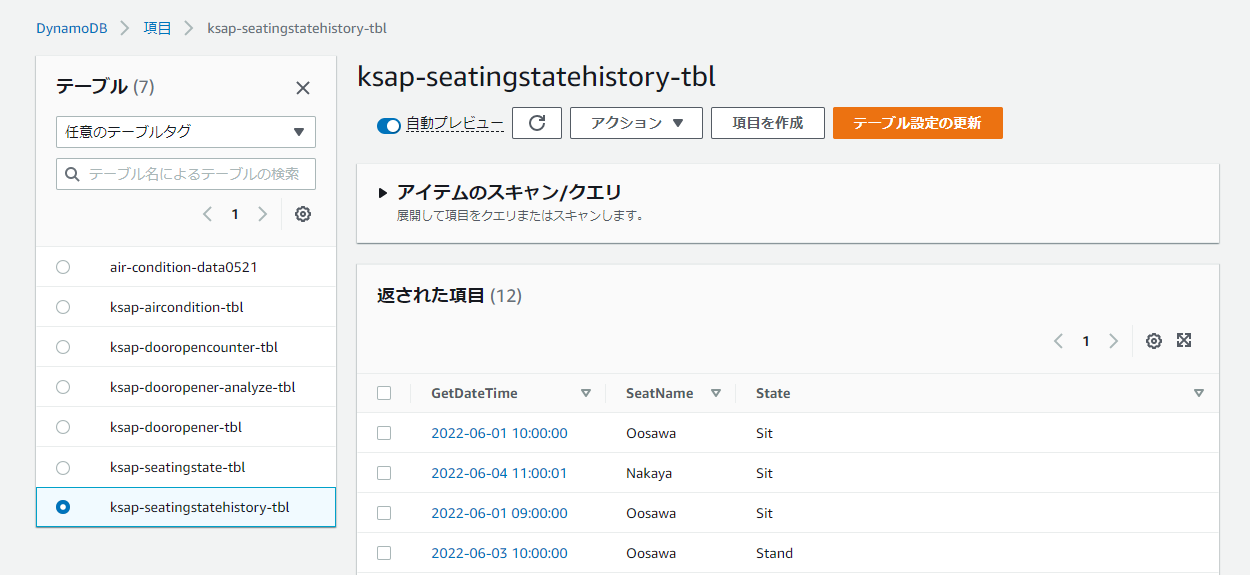 DynamoDB 項目 ksap-seatingstatehistory-tbl
テーブル (7)
任意のテーブルタグ
テーブル名によるテーブルの検索
1
air-condition-data0521
ksap-aircondition-tbl
ksap-dooropencounter-tbl
ksap-dooropener-analyze-tbl
ksap-dooropener-tbl
ksap-seatingstate-tbl
ksap-seatingstatehistory-tbl
ksap-seatingstatehistory-tbl
自動プレビュー アクション 項目を作成 テーブル設定の更新
アイテムのスキャン/クエリ
展開して項目をクエリまたはスキャンします。
返された項目 (12)
1
GetDateTime SeatName State
2022-06-01 10:00:00 Oosawa Sit
2022-06-04 11:00:01 Nakaya Sit
2022-06-01 09:00:00 Oosawa Sit
2022-06-03 10:00:00 Oosawa Stand